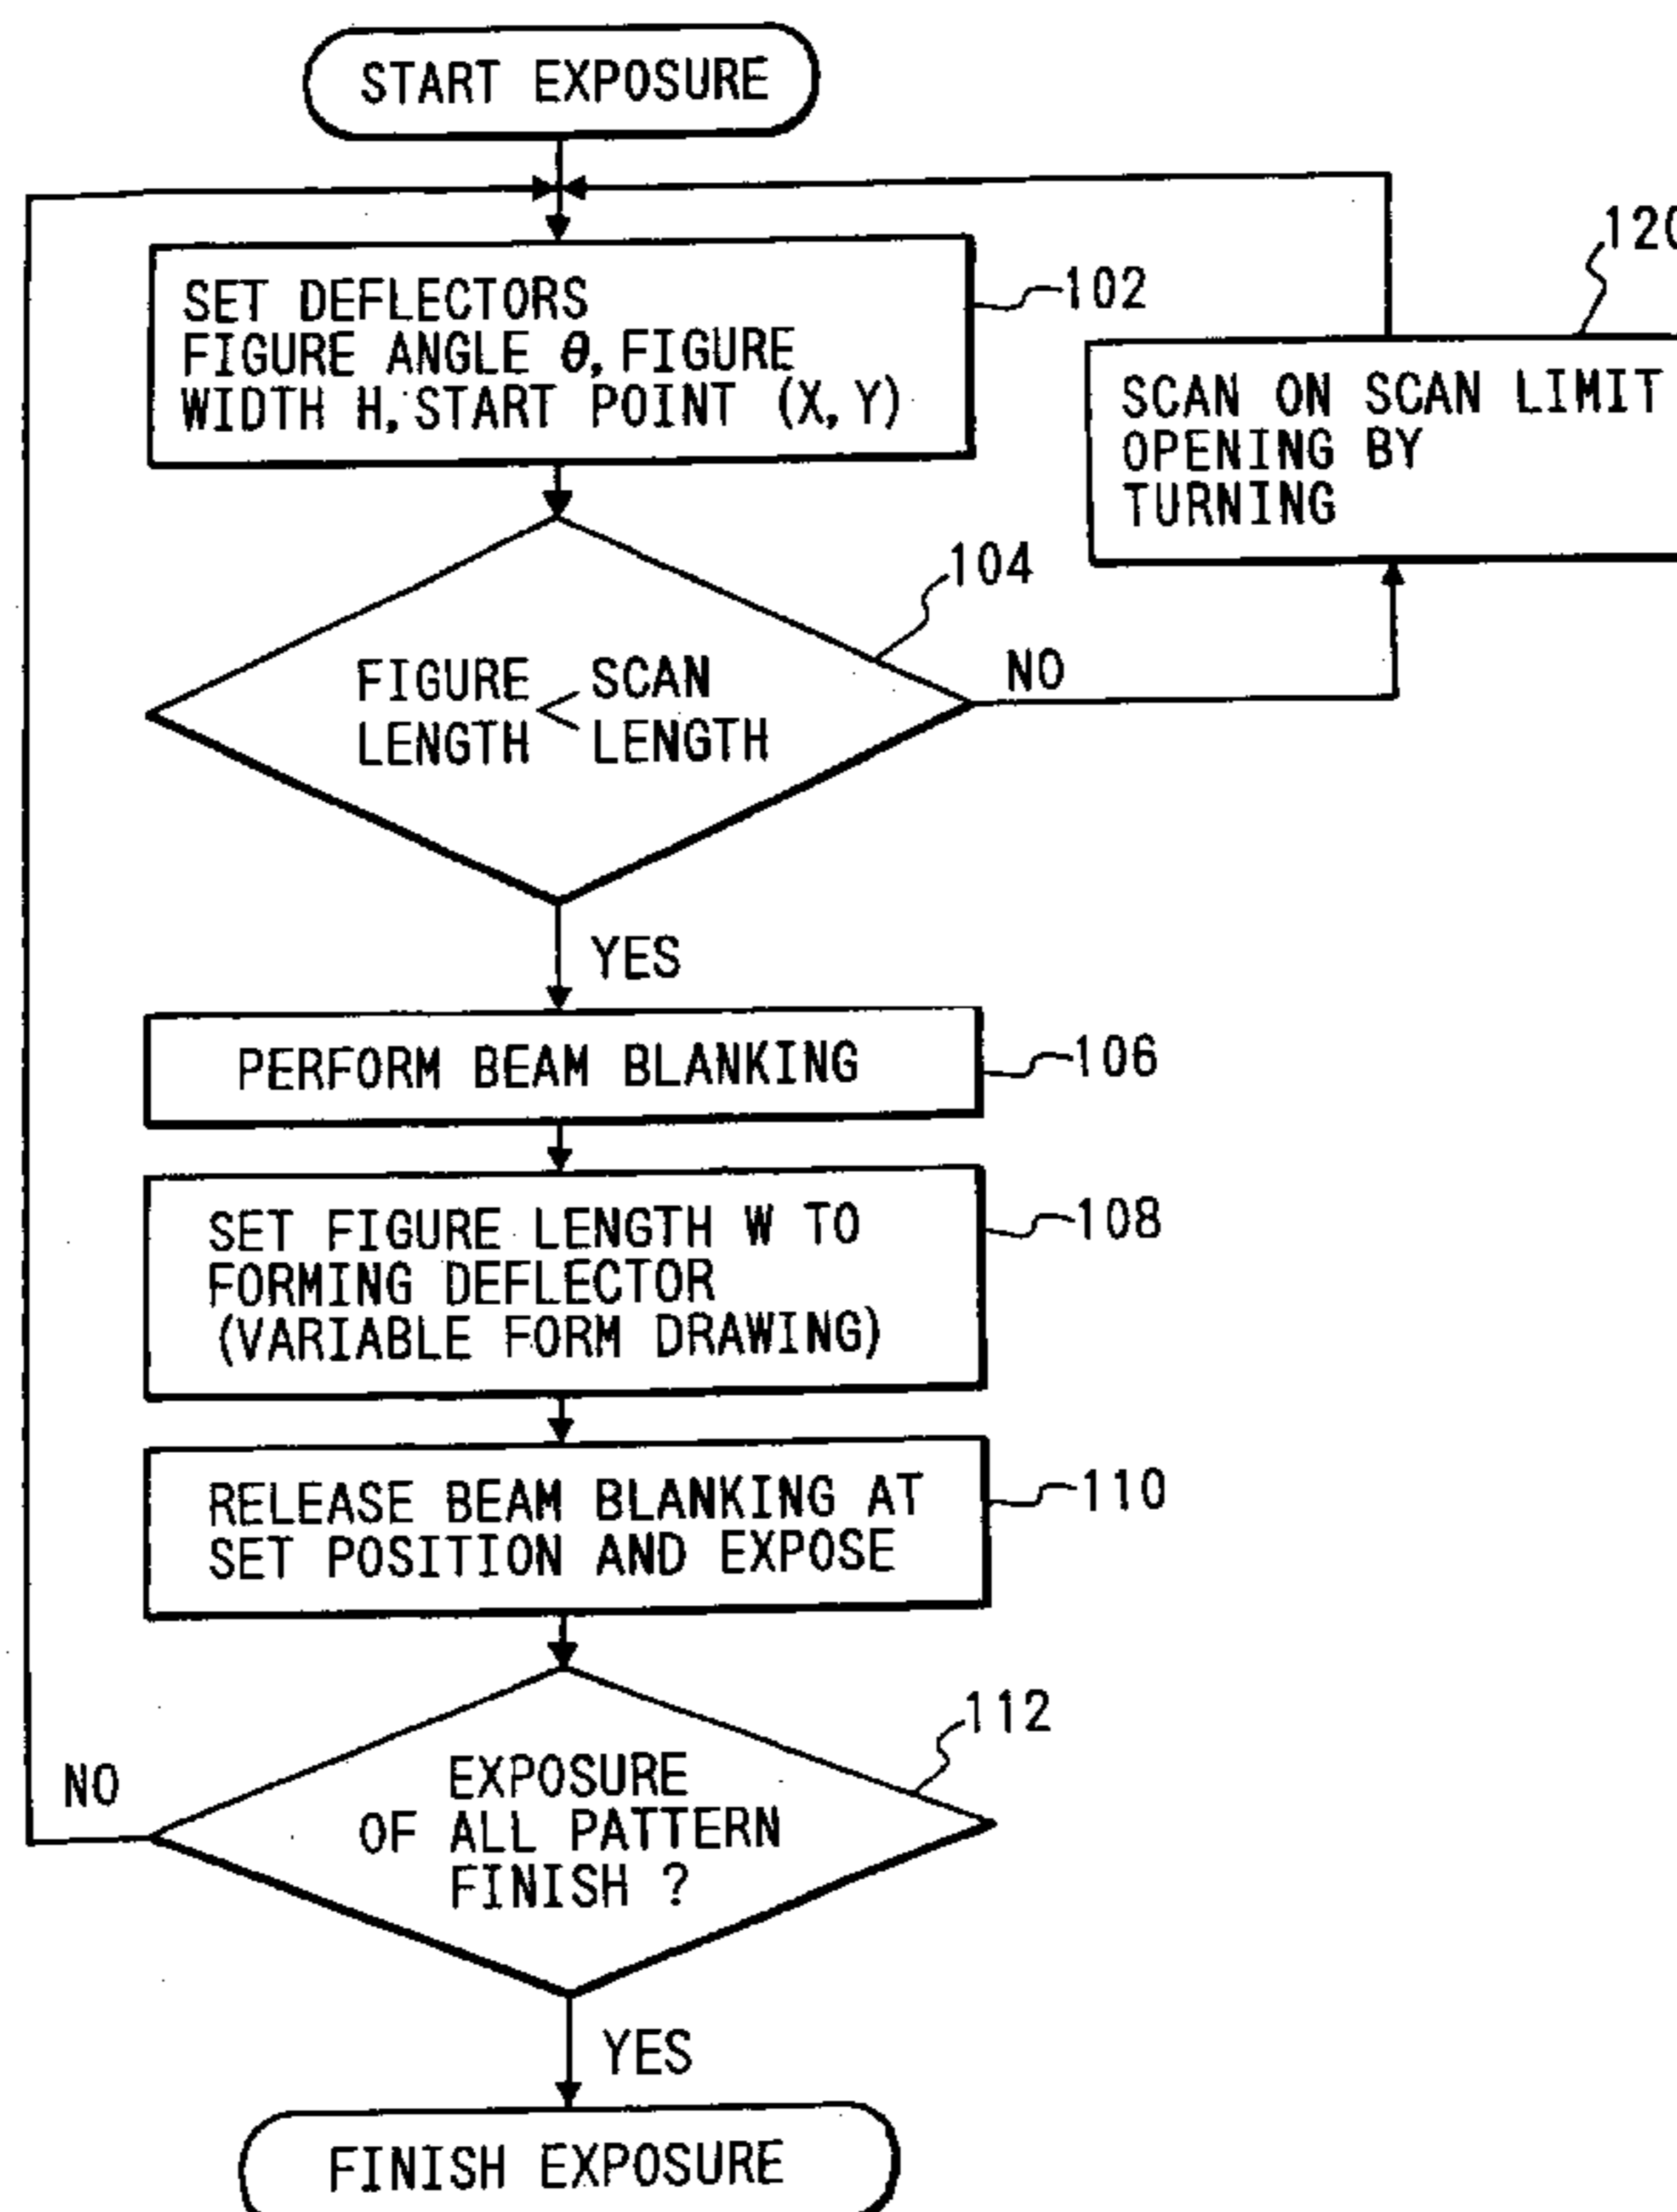 START EXPOSURE
SET DEFLECTORS
FIGURE ANGLE θ, FIGURE
WIDTH H, START POINT (X, Y)
102
120
SCAN ON SCAN LIMIT
OPENING BY
TURNING
104
FIGURE LENGTH < SCAN LENGTH
NO
YES
PERFORM BEAM BLANKING
106
SET FIGURE LENGTH W TO
FORMING DEFLECTOR
(VARIABLE FORM DRAWING)
108
RELEASE BEAM BLANKING AT
SET POSITION AND EXPOSE
110
112
NO
EXPOSURE
OF ALL PATTERN
FINISH ?
YES
FINISH EXPOSURE